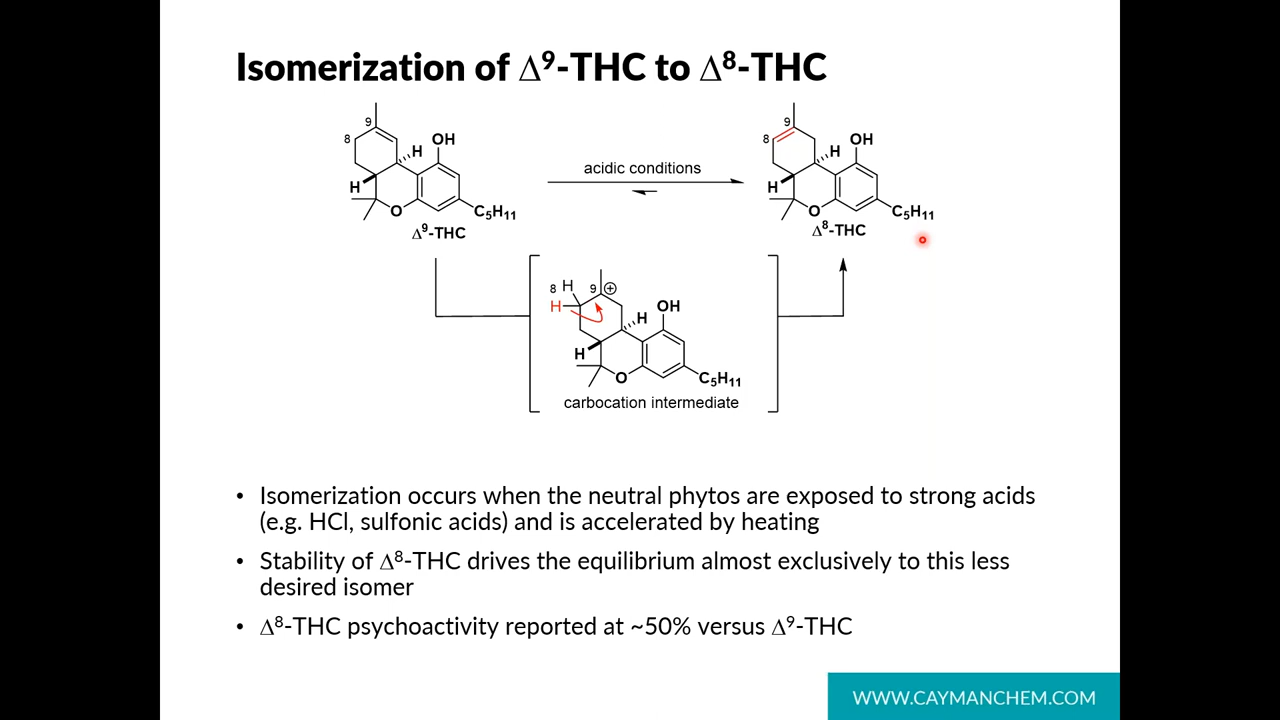 Isomerization of Δ⁹-THC to Δ⁸-THC
9
8
OH
H
H
O
C₅H₁₁
Δ⁹-THC
acidic conditions
9
8
OH
H
H
O
C₅H₁₁
Δ⁸-THC
8 H 9 ⊕
H
OH
H
H
O
C₅H₁₁
carbocation intermediate
• Isomerization occurs when the neutral phytos are exposed to strong acids
(e.g. HCl, sulfonic acids) and is accelerated by heating
• Stability of Δ⁸-THC drives the equilibrium almost exclusively to this less
desired isomer
• Δ⁸-THC psychoactivity reported at ~50% versus Δ⁹-THC
WWW.CAYMANCHEM.COM